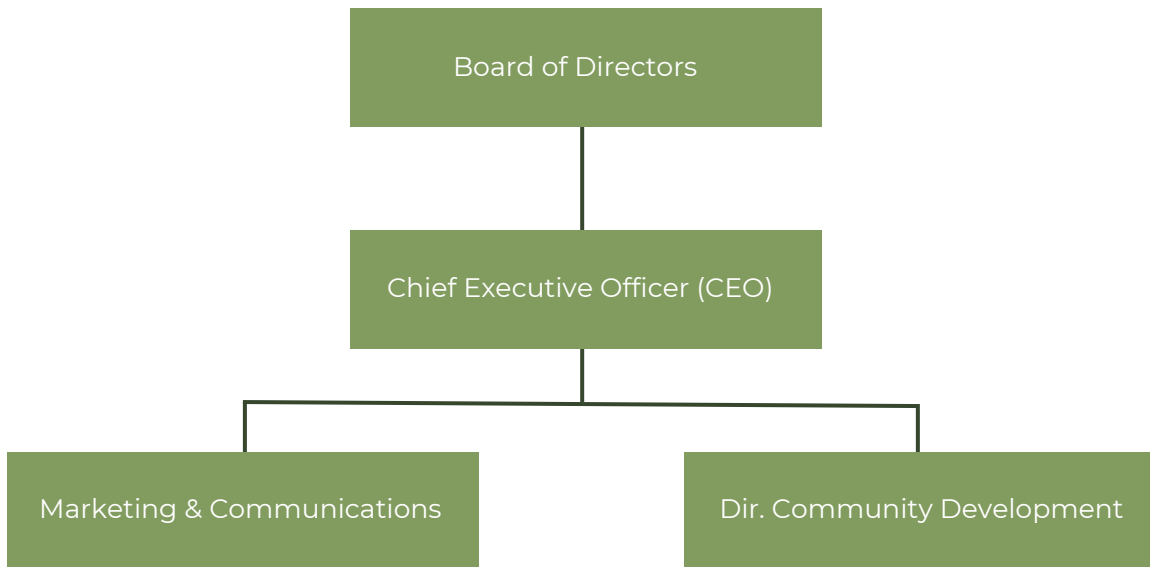 Board of Directors
Chief Executive Officer (CEO)
Marketing & Communications
Dir. Community Development